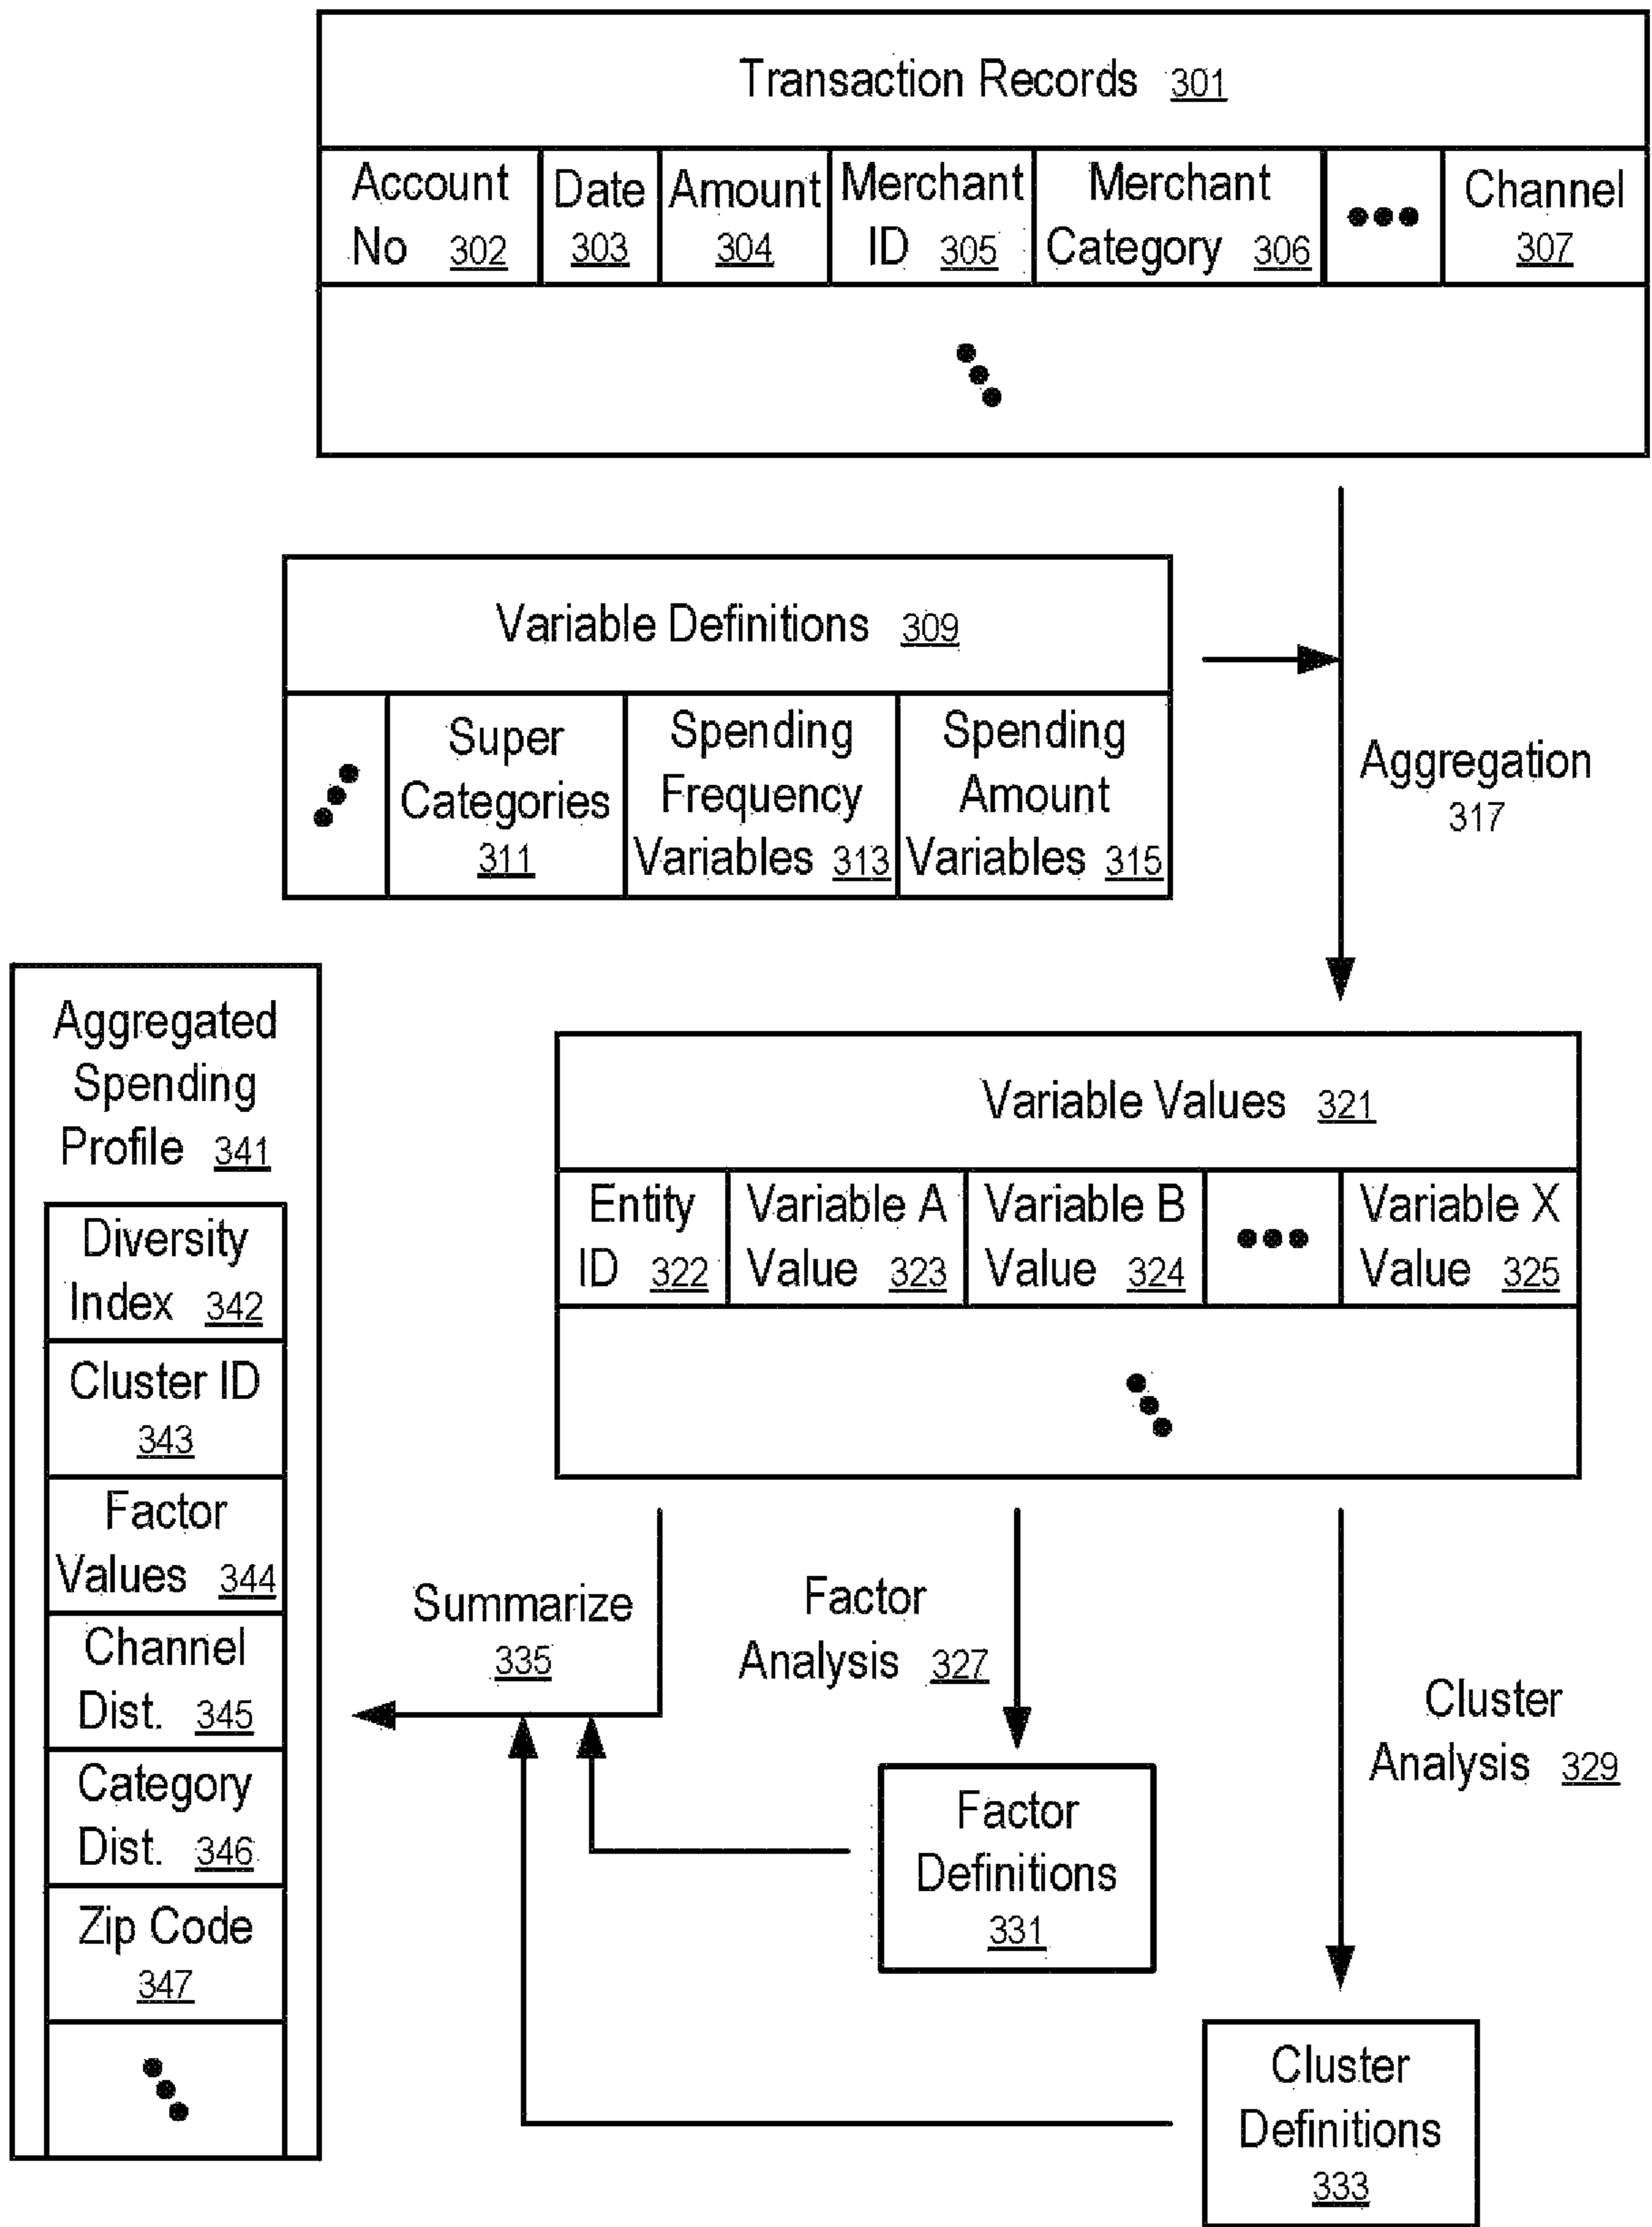 Transaction Records 301
Account
No 302
Date
303
Amount
304
Merchant
ID 305
Merchant
Category 306
Channel
307
Variable Definitions 309
Super
Categories
311
Spending
Frequency
Variables 313
Spending
Amount
Variables 315
Aggregation
317
Aggregated
Spending
Profile 341
Diversity
Index 342
Cluster ID
343
Factor
Values 344
Channel
Dist. 345
Category
Dist. 346
Zip Code
347
Variable Values 321
Entity
ID 322
Variable A
Value 323
Variable B
Value 324
Variable X
Value 325
Summarize
335
Factor
Analysis 327
Cluster
Analysis 329
Factor
Definitions
331
Cluster
Definitions
333